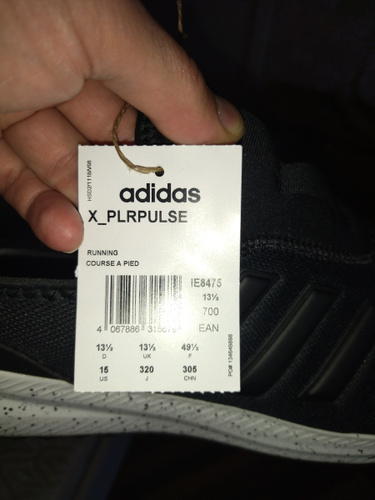 adidas
X_PLRPULSE
RUNNING
COURSE A PIED
IE8475
13½
700
EAN
13½ 13½ 49⅓
D UK F
15 320 305
US J CHN